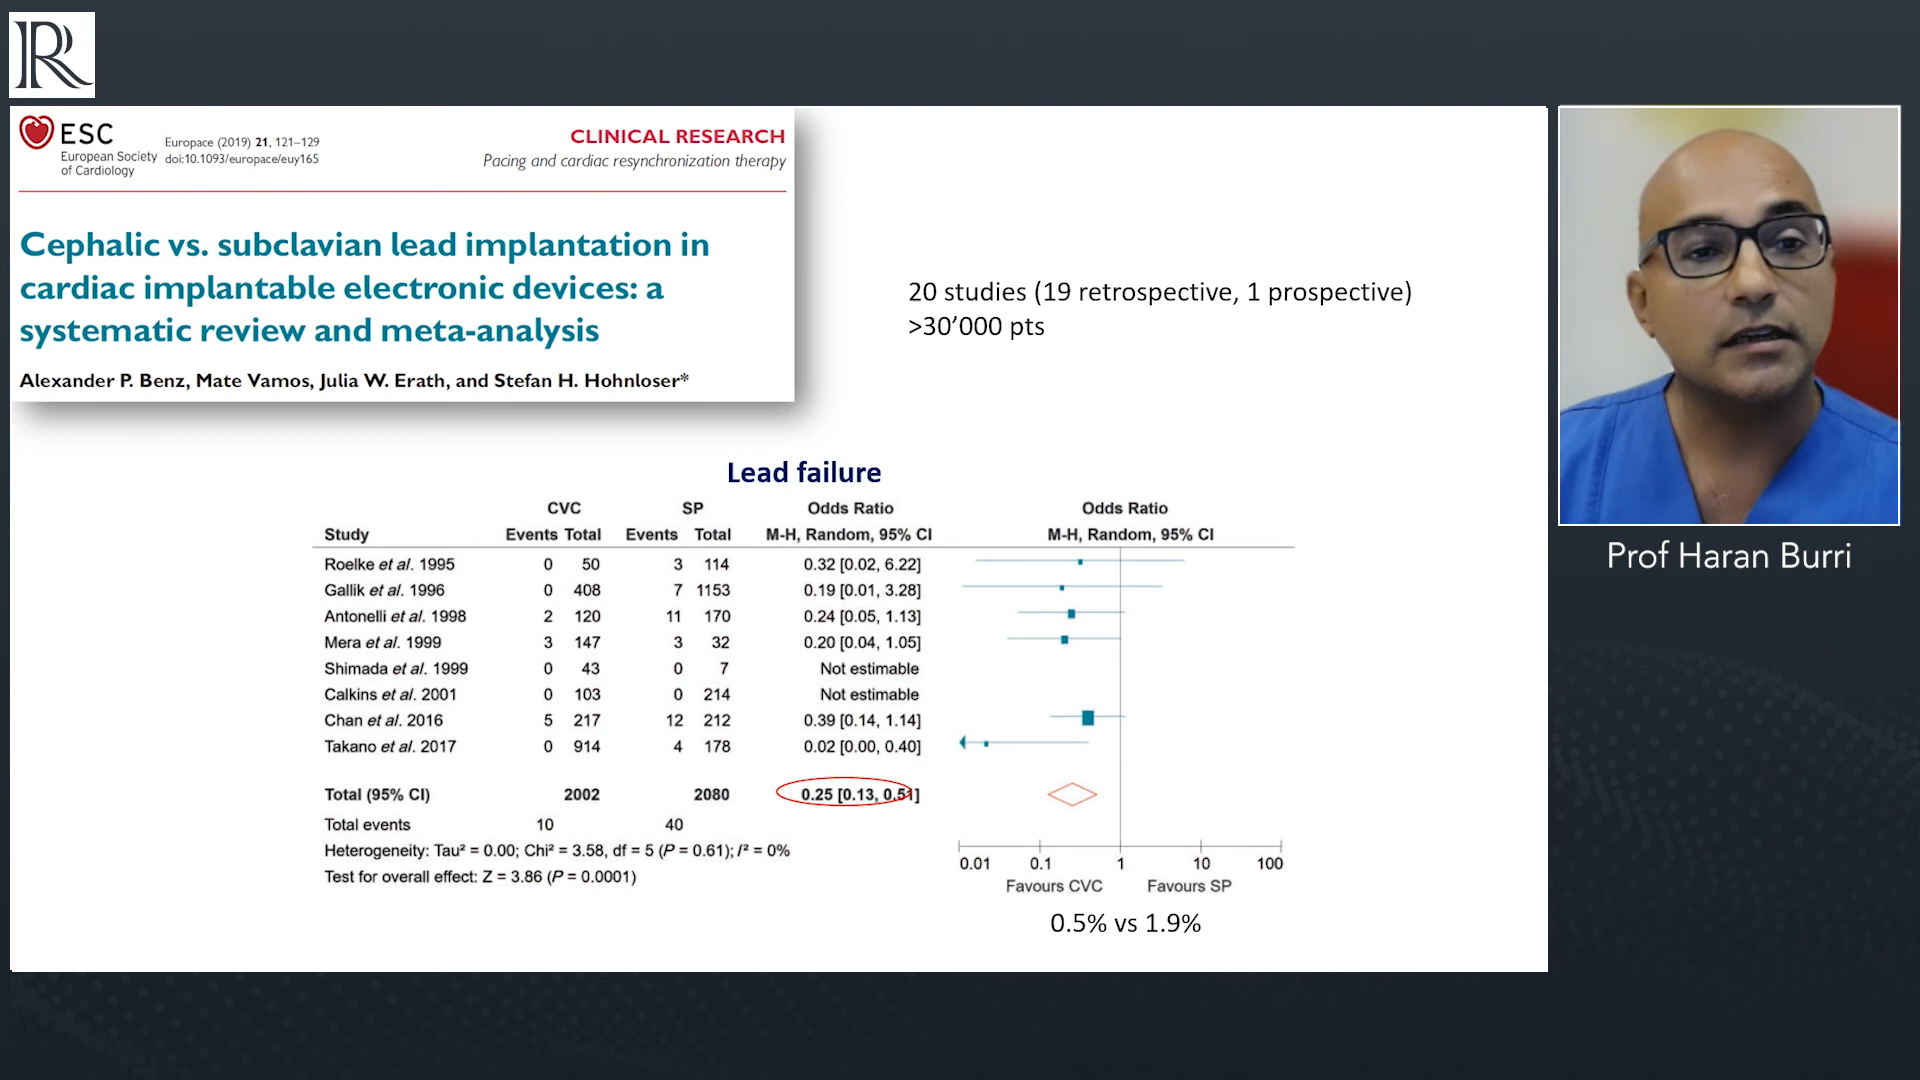 R
ESC
European Society
of Cardiology
Europace (2019) 21, 121–129
doi:10.1093/europace/euy165
CLINICAL RESEARCH
Pacing and cardiac resynchronization therapy
Cephalic vs. subclavian lead implantation in
cardiac implantable electronic devices: a
systematic review and meta-analysis
Alexander P. Benz, Mate Vamos, Julia W. Erath, and Stefan H. Hohnloser*
20 studies (19 retrospective, 1 prospective)
>30’000 pts
Prof Haran Burri
Lead failure
CVC SP Odds Ratio Odds Ratio
Study Events Total Events Total M-H, Random, 95% CI M-H, Random, 95% CI
Roelke et al. 1995 0 50 3 114 0.32 [0.02, 6.22]
Gallik et al. 1996 0 408 7 1153 0.19 [0.01, 3.28]
Antonelli et al. 1998 2 120 11 170 0.24 [0.05, 1.13]
Mera et al. 1999 3 147 3 32 0.20 [0.04, 1.05]
Shimada et al. 1999 0 43 0 7 Not estimable
Calkins et al. 2001 0 103 0 214 Not estimable
Chan et al. 2016 5 217 12 212 0.39 [0.14, 1.14]
Takano et al. 2017 0 914 4 178 0.02 [0.00, 0.40]
Total (95% CI) 2002 2080 0.25 [0.13, 0.51]
Total events 10 40
Heterogeneity: Tau² = 0.00; Chi² = 3.58, df = 5 (P = 0.61); I² = 0%
Test for overall effect: Z = 3.86 (P = 0.0001)
0.01 0.1 1 10 100
Favours CVC Favours SP
0.5% vs 1.9%